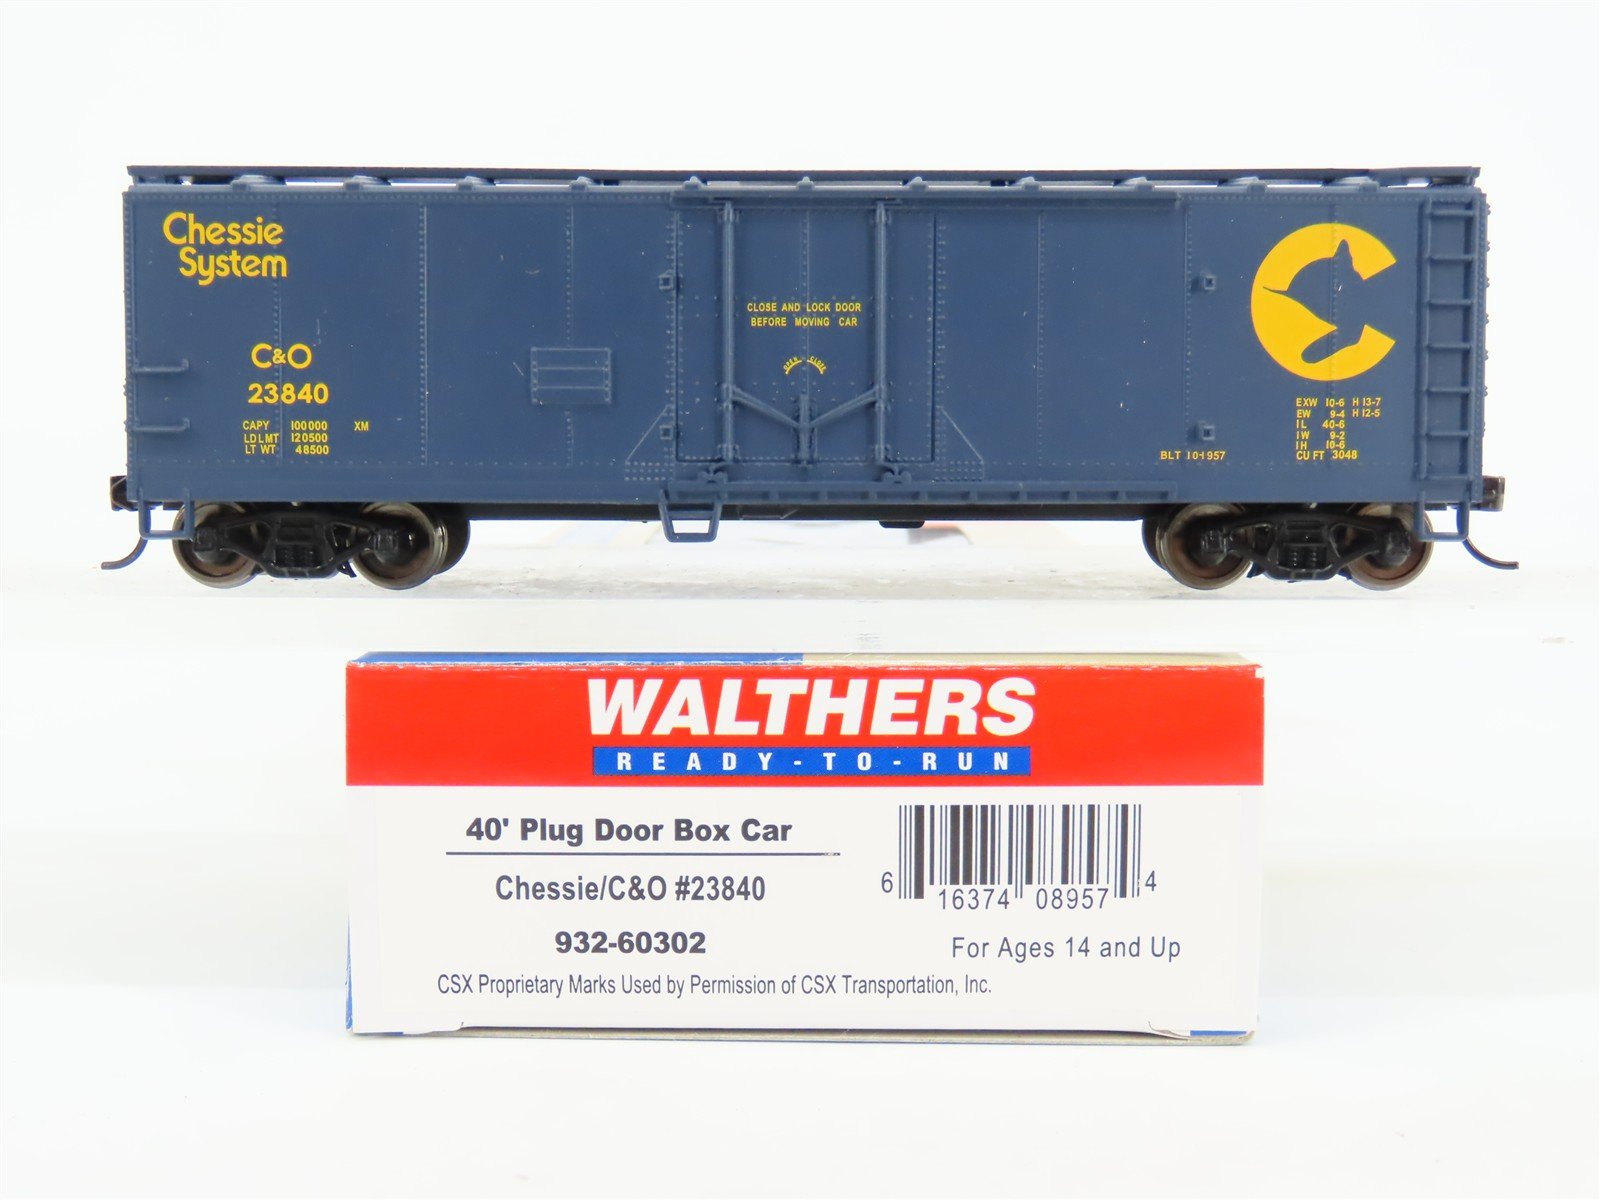 Chessie
System
C&O
23840
CAPY 100000 XM
LD LMT 120500
LT WT 48500
CLOSE AND LOCK DOOR
BEFORE MOVING CAR
OPEN CLOSE
BLT 10-1957
EXW 10-6 H 13-7
EW 9-4 H 12-5
IL 40-6
IW 9-2
IH 10-6
CU FT 3048
WALTHERS
READY-TO-RUN
40' Plug Door Box Car
Chessie/C&O #23840
932-60302
6 16374 08957 4
For Ages 14 and Up
CSX Proprietary Marks Used by Permission of CSX Transportation, Inc.